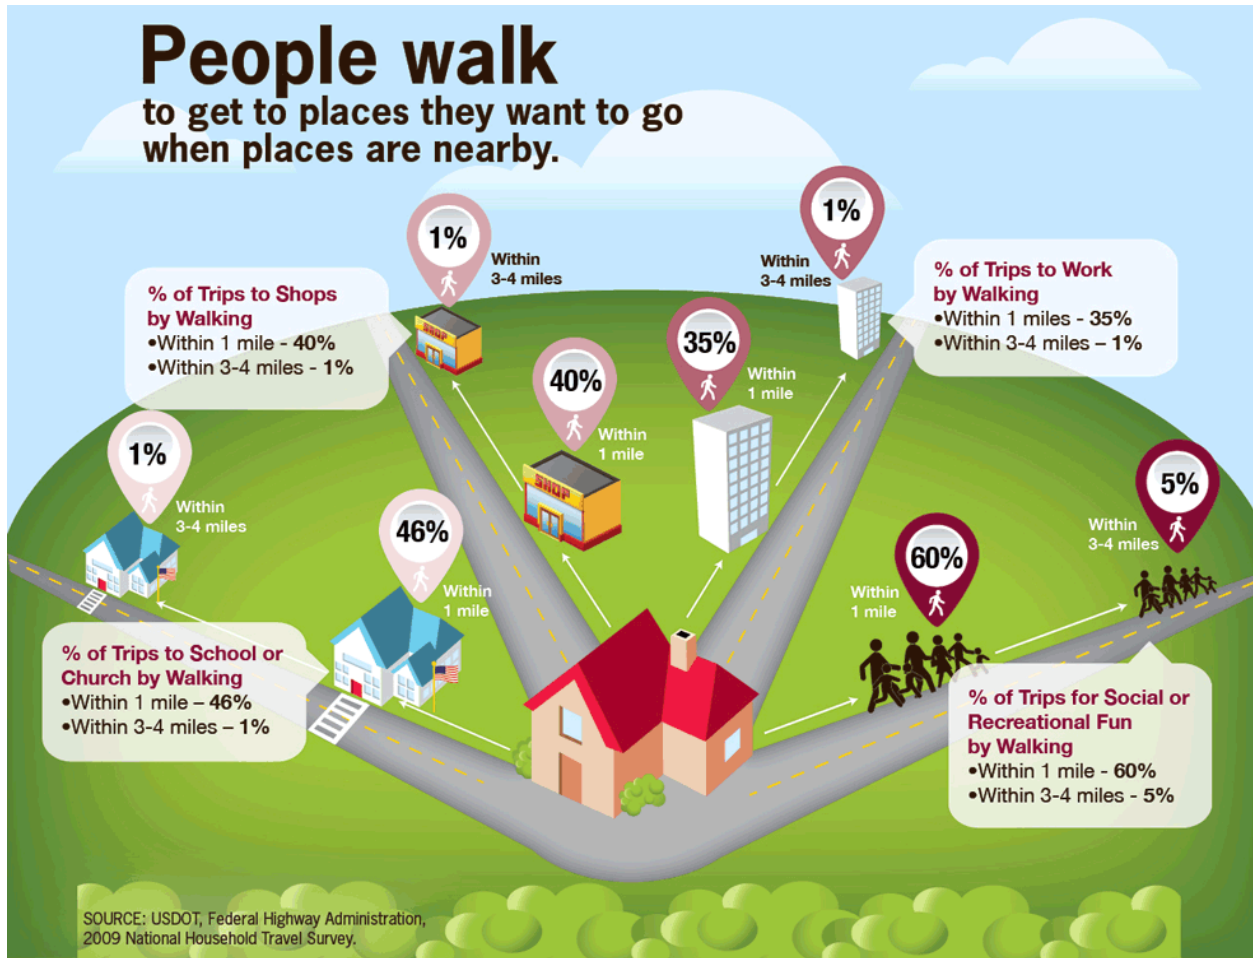 People walk
to get to places they want to go
when places are nearby.
1%
Within
3-4 miles
1%
Within
3-4 miles
% of Trips to Shops
by Walking
•Within 1 mile - 40%
•Within 3-4 miles - 1%
% of Trips to Work
by Walking
•Within 1 miles - 35%
•Within 3-4 miles – 1%
40%
Within
1 mile
SHOP
35%
Within
1 mile
SHOP
1%
Within
3-4 miles
46%
Within
1 mile
60%
Within
1 mile
5%
Within
3-4 miles
% of Trips to School or
Church by Walking
•Within 1 mile – 46%
•Within 3-4 miles – 1%
% of Trips for Social or
Recreational Fun
by Walking
•Within 1 mile - 60%
•Within 3-4 miles - 5%
SOURCE: USDOT, Federal Highway Administration,
2009 National Household Travel Survey.